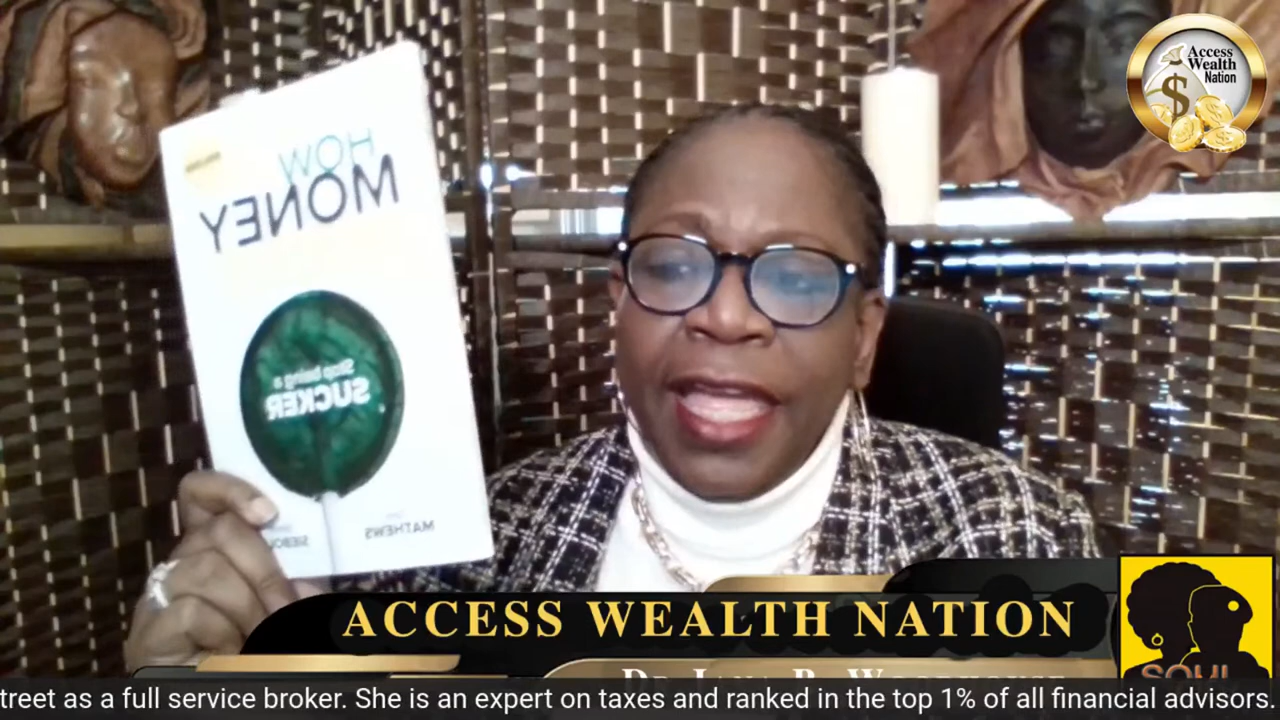 Access
Wealth
Nation
$
HOW
MONEY
Stop being a
SUCKER
MATHEWS
ACCESS WEALTH NATION
SOUL
treet as a full service broker. She is an expert on taxes and ranked in the top 1% of all financial advisors.